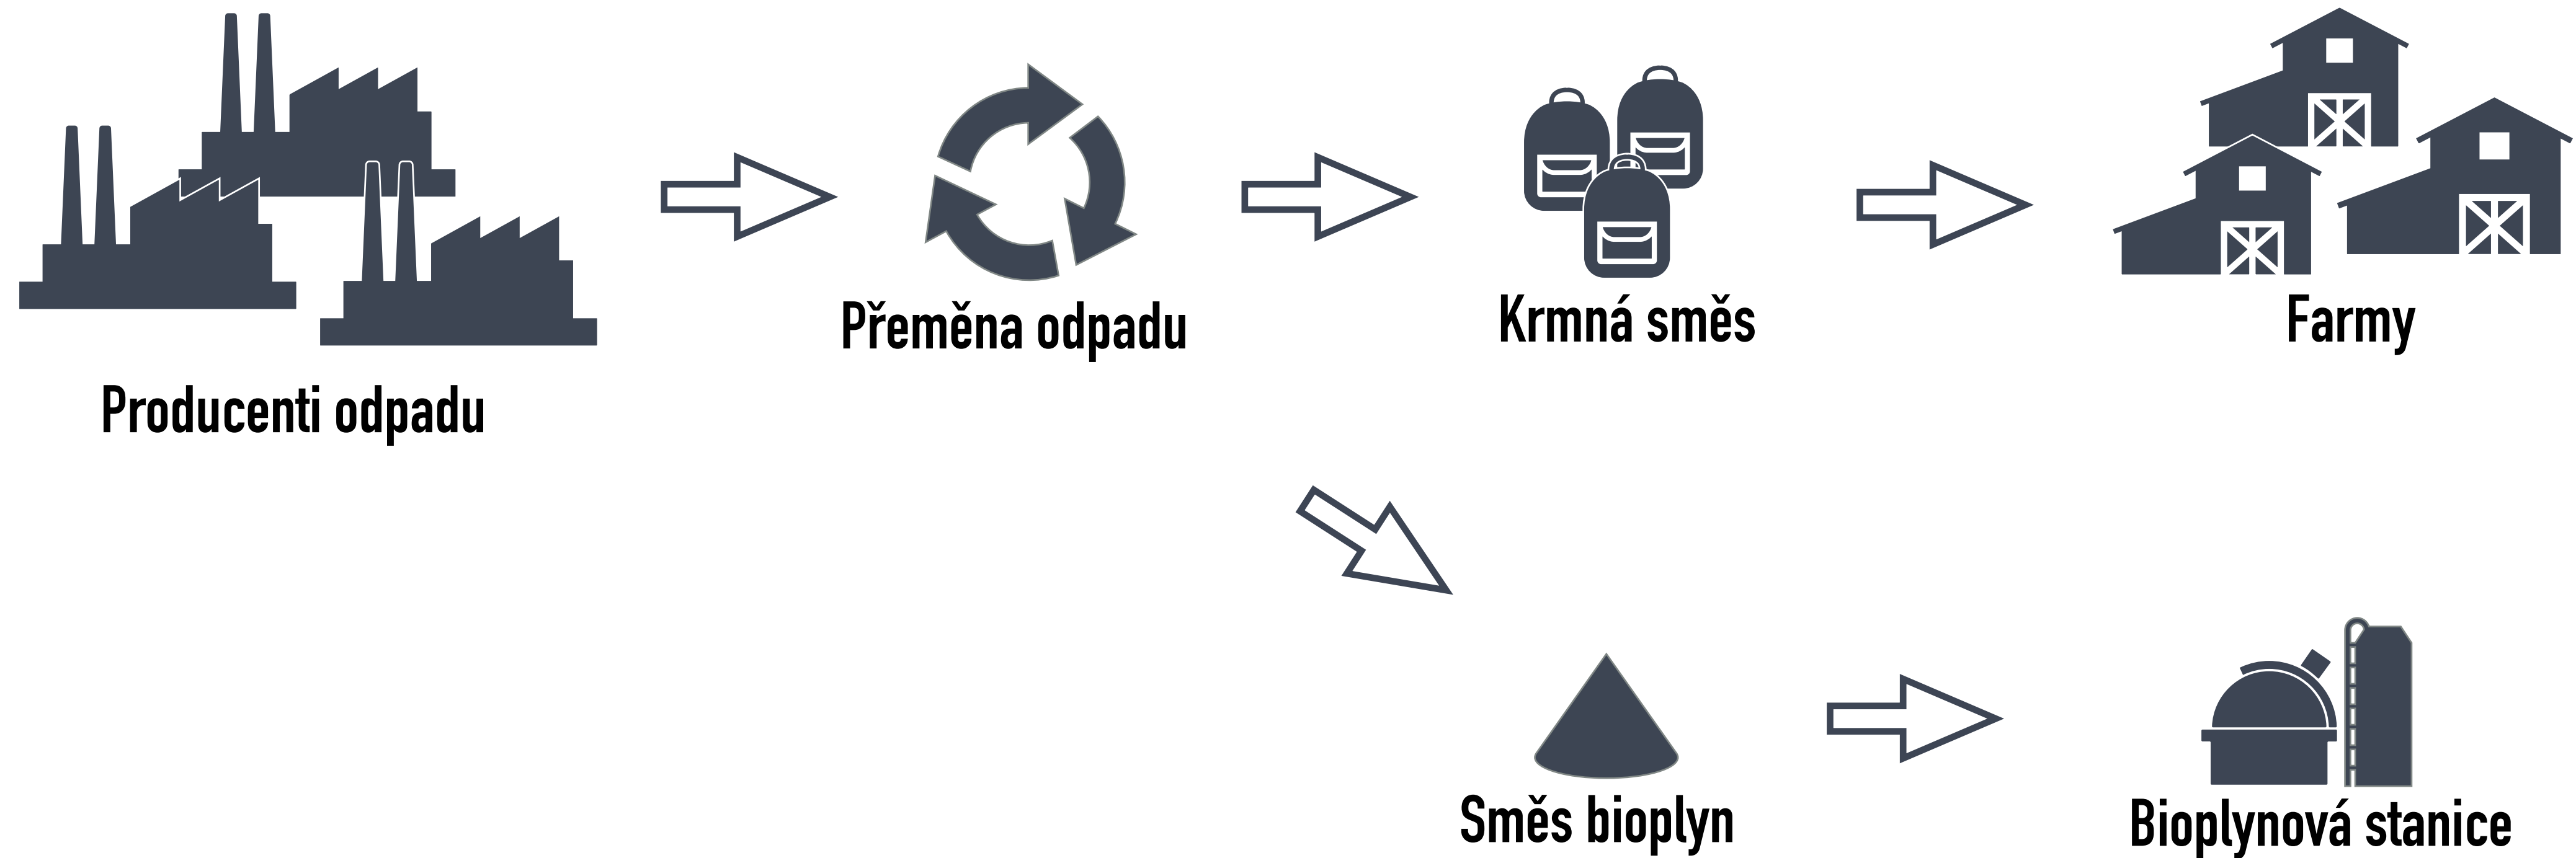 Producenti odpadu
Přeměna odpadu
Krmná směs
Farmy
Směs bioplyn
Bioplynová stanice